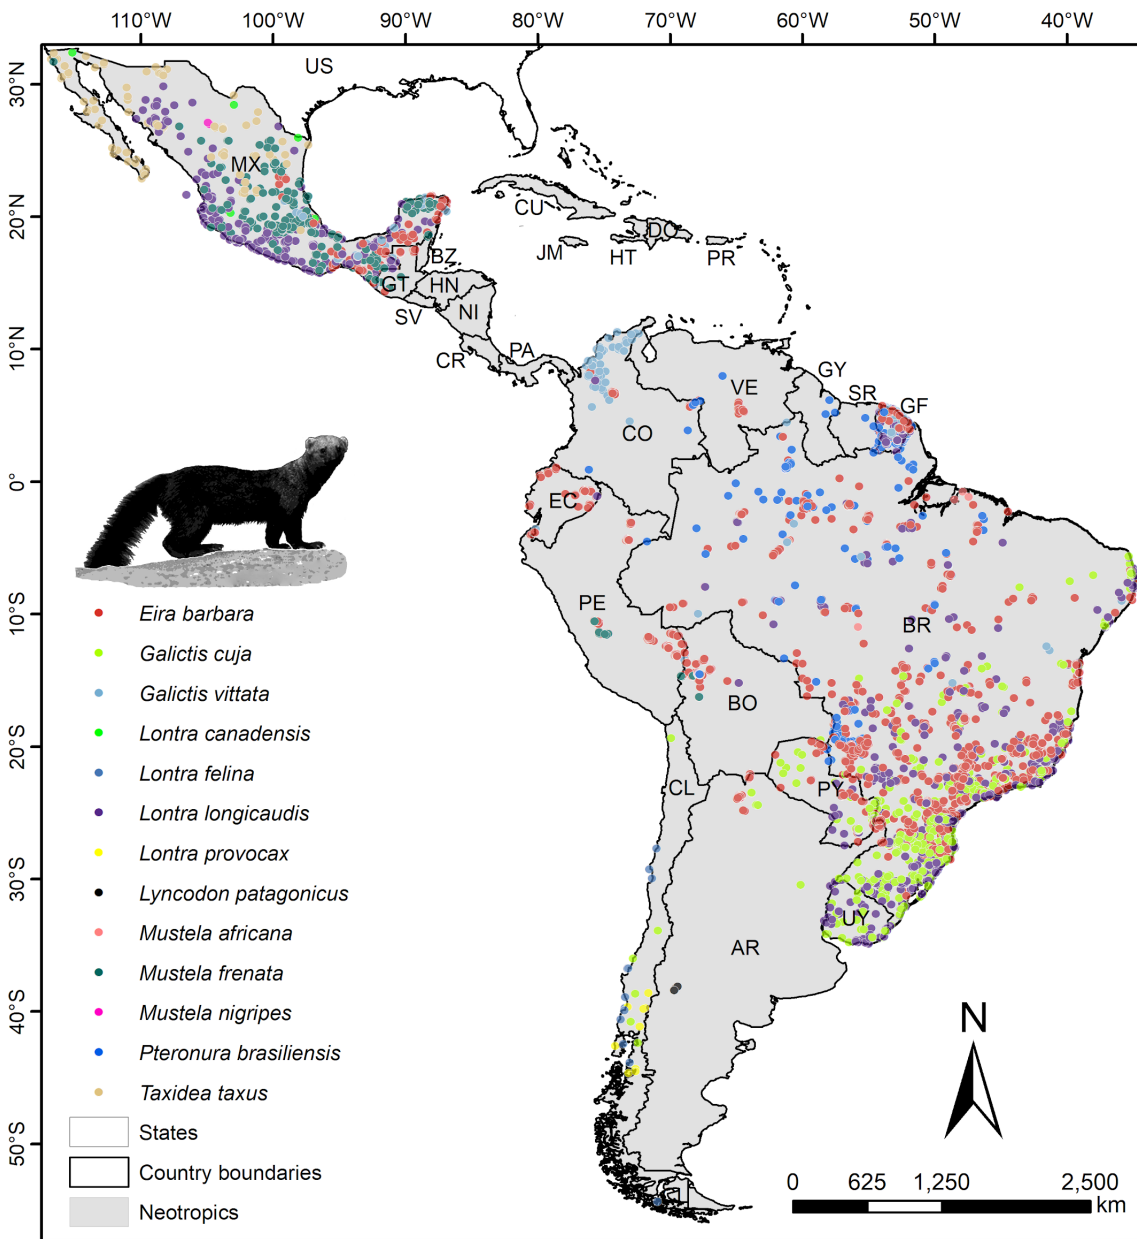 110°W 100°W 90°W 80°W 70°W 60°W 50°W 40°W
30°N
20°N
10°N
0°
10°S
20°S
30°S
40°S
50°S
US
MX
CU
DO
JM
HT
PR
BZ
GT
HN
SV
NI
CR
PA
VE
GY
SR
GF
CO
EC
PE
BR
BO
PY
CL
UY
AR
Eira barbara
Galictis cuja
Galictis vittata
Lontra canadensis
Lontra felina
Lontra longicaudis
Lontra provocax
Lyncodon patagonicus
Mustela africana
Mustela frenata
Mustela nigripes
Pteronura brasiliensis
Taxidea taxus
States
Country boundaries
Neotropics
N
0 625 1,250 2,500
km